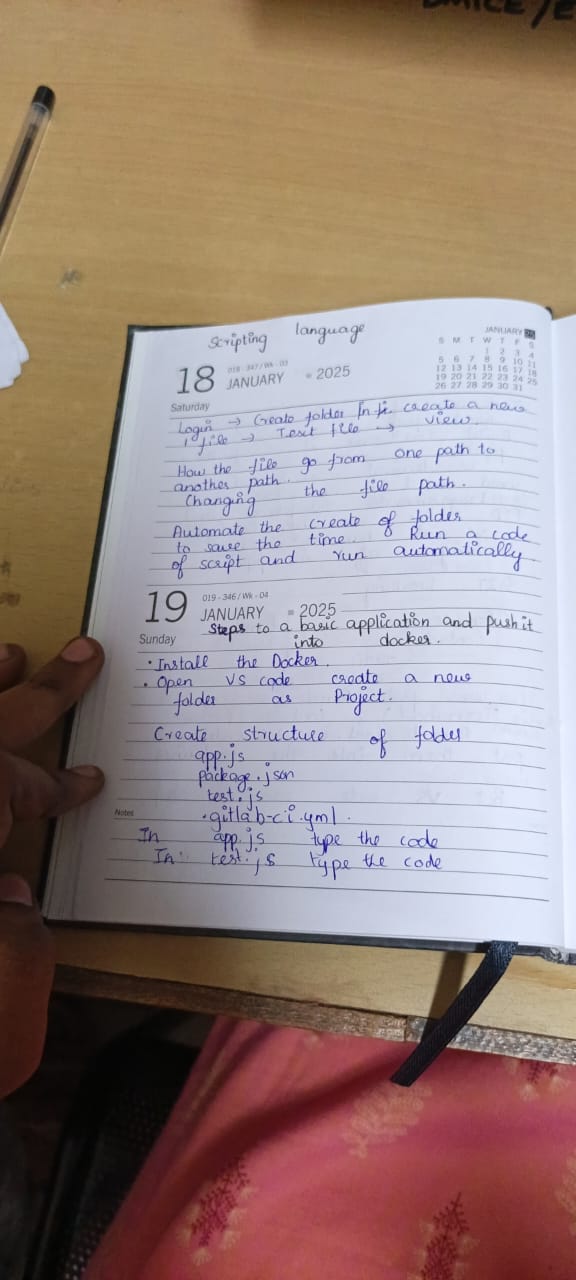 Scripting language
JANUARY 25
S M T W T F S
1 2 3 4
5 6 7 8 9 10 11
12 13 14 15 16 17 18
19 20 21 22 23 24 25
26 27 28 29 30 31
18
018 - 347 / Wk - 03
JANUARY 2025
Saturday
Login → Create folder In create a new
file → Text file → view.
How the file go from one path to
another path.
Changing the file path.
Automate the create of folder
to save the time. Run a code
of script and run automatically.
19
019 - 346 / Wk - 04
JANUARY 2025
Sunday
Steps to a basic application and push it
into docker.
• Install the Docker.
• Open VS code create a new
folder as Project.
Create structure of folder
app.js
package.json
test.js
.gitlab-ci.yml.
Notes
In app.js type the code
In: test.js type the code